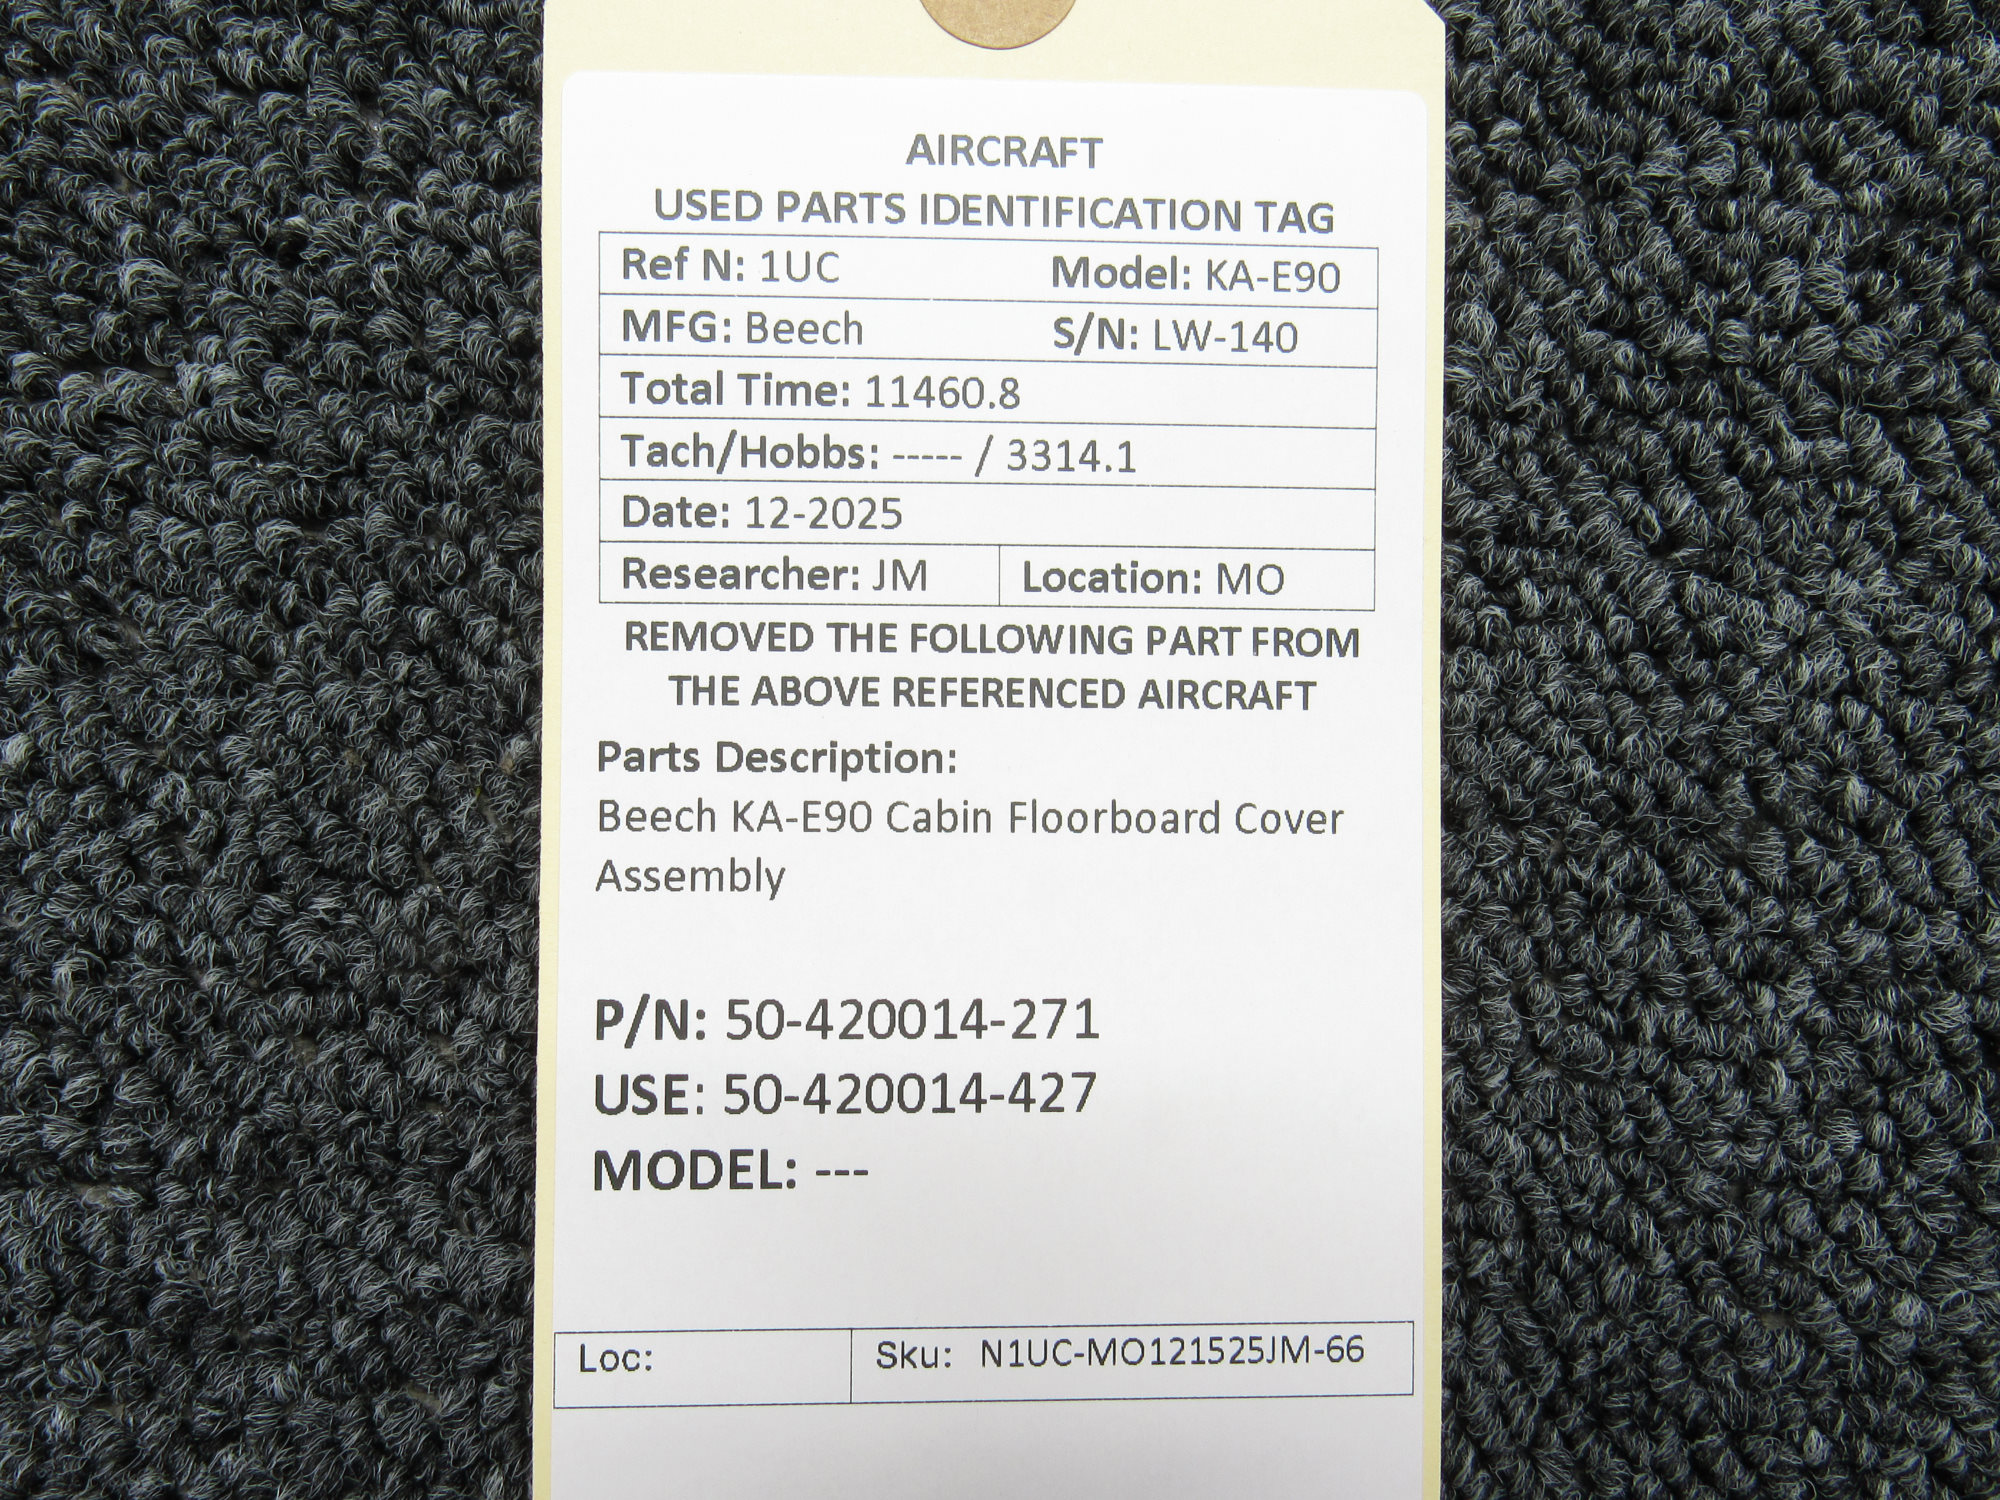 AIRCRAFT
USED PARTS IDENTIFICATION TAG
Ref N: 1UC Model: KA-E90
MFG: Beech S/N: LW-140
Total Time: 11460.8
Tach/Hobbs: ----- / 3314.1
Date: 12-2025
Researcher: JM Location: MO
REMOVED THE FOLLOWING PART FROM
THE ABOVE REFERENCED AIRCRAFT
Parts Description:
Beech KA-E90 Cabin Floorboard Cover
Assembly
P/N: 50-420014-271
USE: 50-420014-427
MODEL: ---
Loc: Sku: N1UC-MO121525JM-66